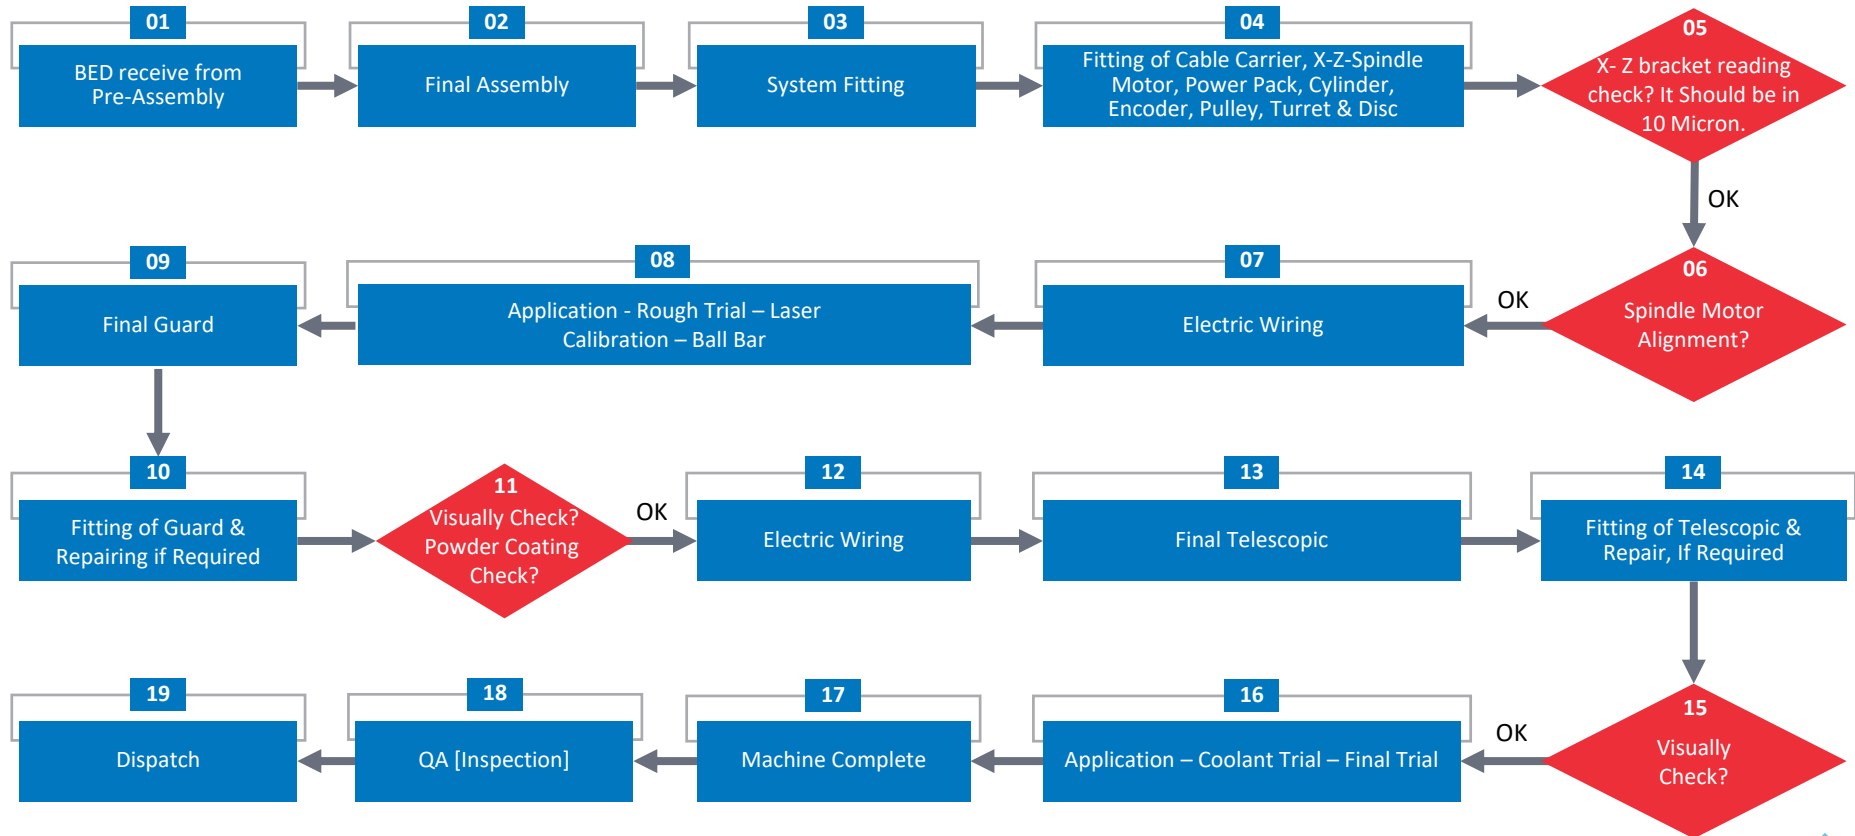 01
BED receive from
Pre-Assembly
02
Final Assembly
03
System Fitting
04
Fitting of Cable Carrier, X-Z-Spindle
Motor, Power Pack, Cylinder,
Encoder, Pulley, Turret & Disc
05
X- Z bracket reading
check? It Should be in
10 Micron.
OK
06
Spindle Motor
Alignment?
OK
07
Electric Wiring
08
Application - Rough Trial – Laser
Calibration – Ball Bar
09
Final Guard
10
Fitting of Guard &
Repairing if Required
11
Visually Check?
Powder Coating
Check?
OK
12
Electric Wiring
13
Final Telescopic
14
Fitting of Telescopic &
Repair, If Required
15
Visually
Check?
OK
16
Application – Coolant Trial – Final Trial
17
Machine Complete
18
QA [Inspection]
19
Dispatch